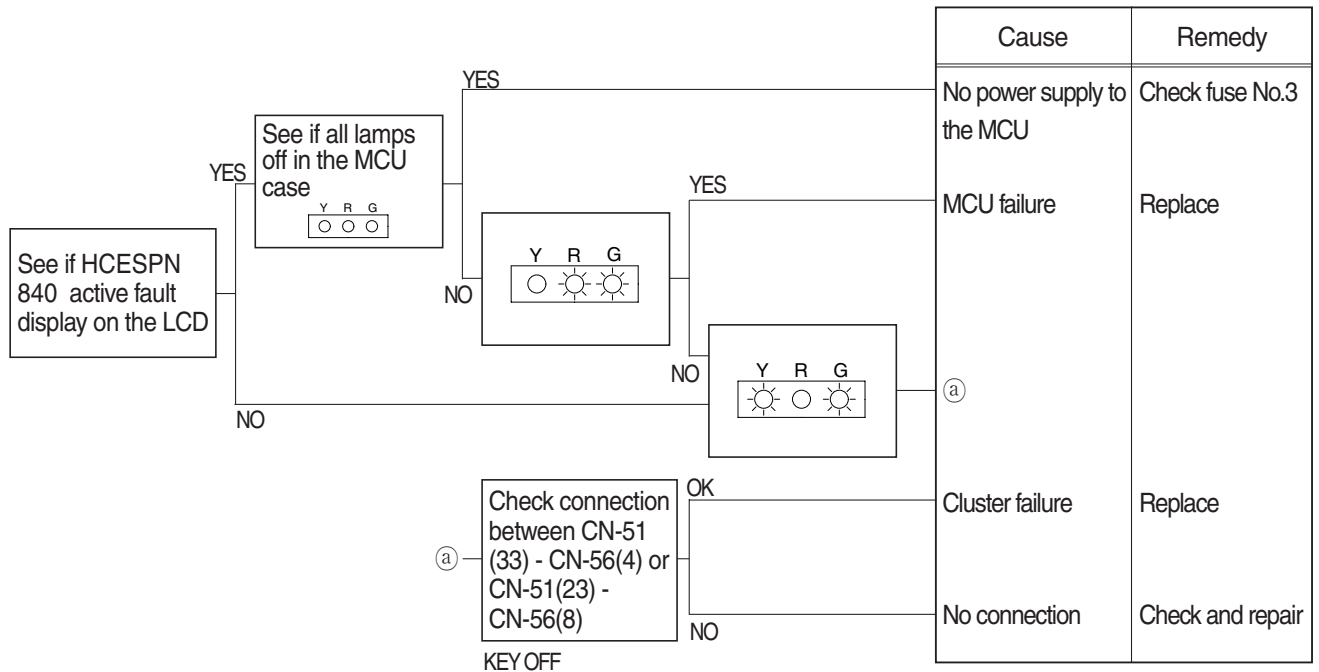 Cause Remedy
YES
No power supply to Check fuse No.3
the MCU
See if all lamps
off in the MCU
case
YES
Y R G
YES
MCU failure Replace
See if HCESPN
840 active fault
display on the LCD
Y R G
NO
NO
Y R G
ⓐ
NO
Check connection
between CN-51
(33) - CN-56(4) or
CN-51(23) -
CN-56(8)
OK
Cluster failure Replace
ⓐ
No connection Check and repair
NO
KEY OFF